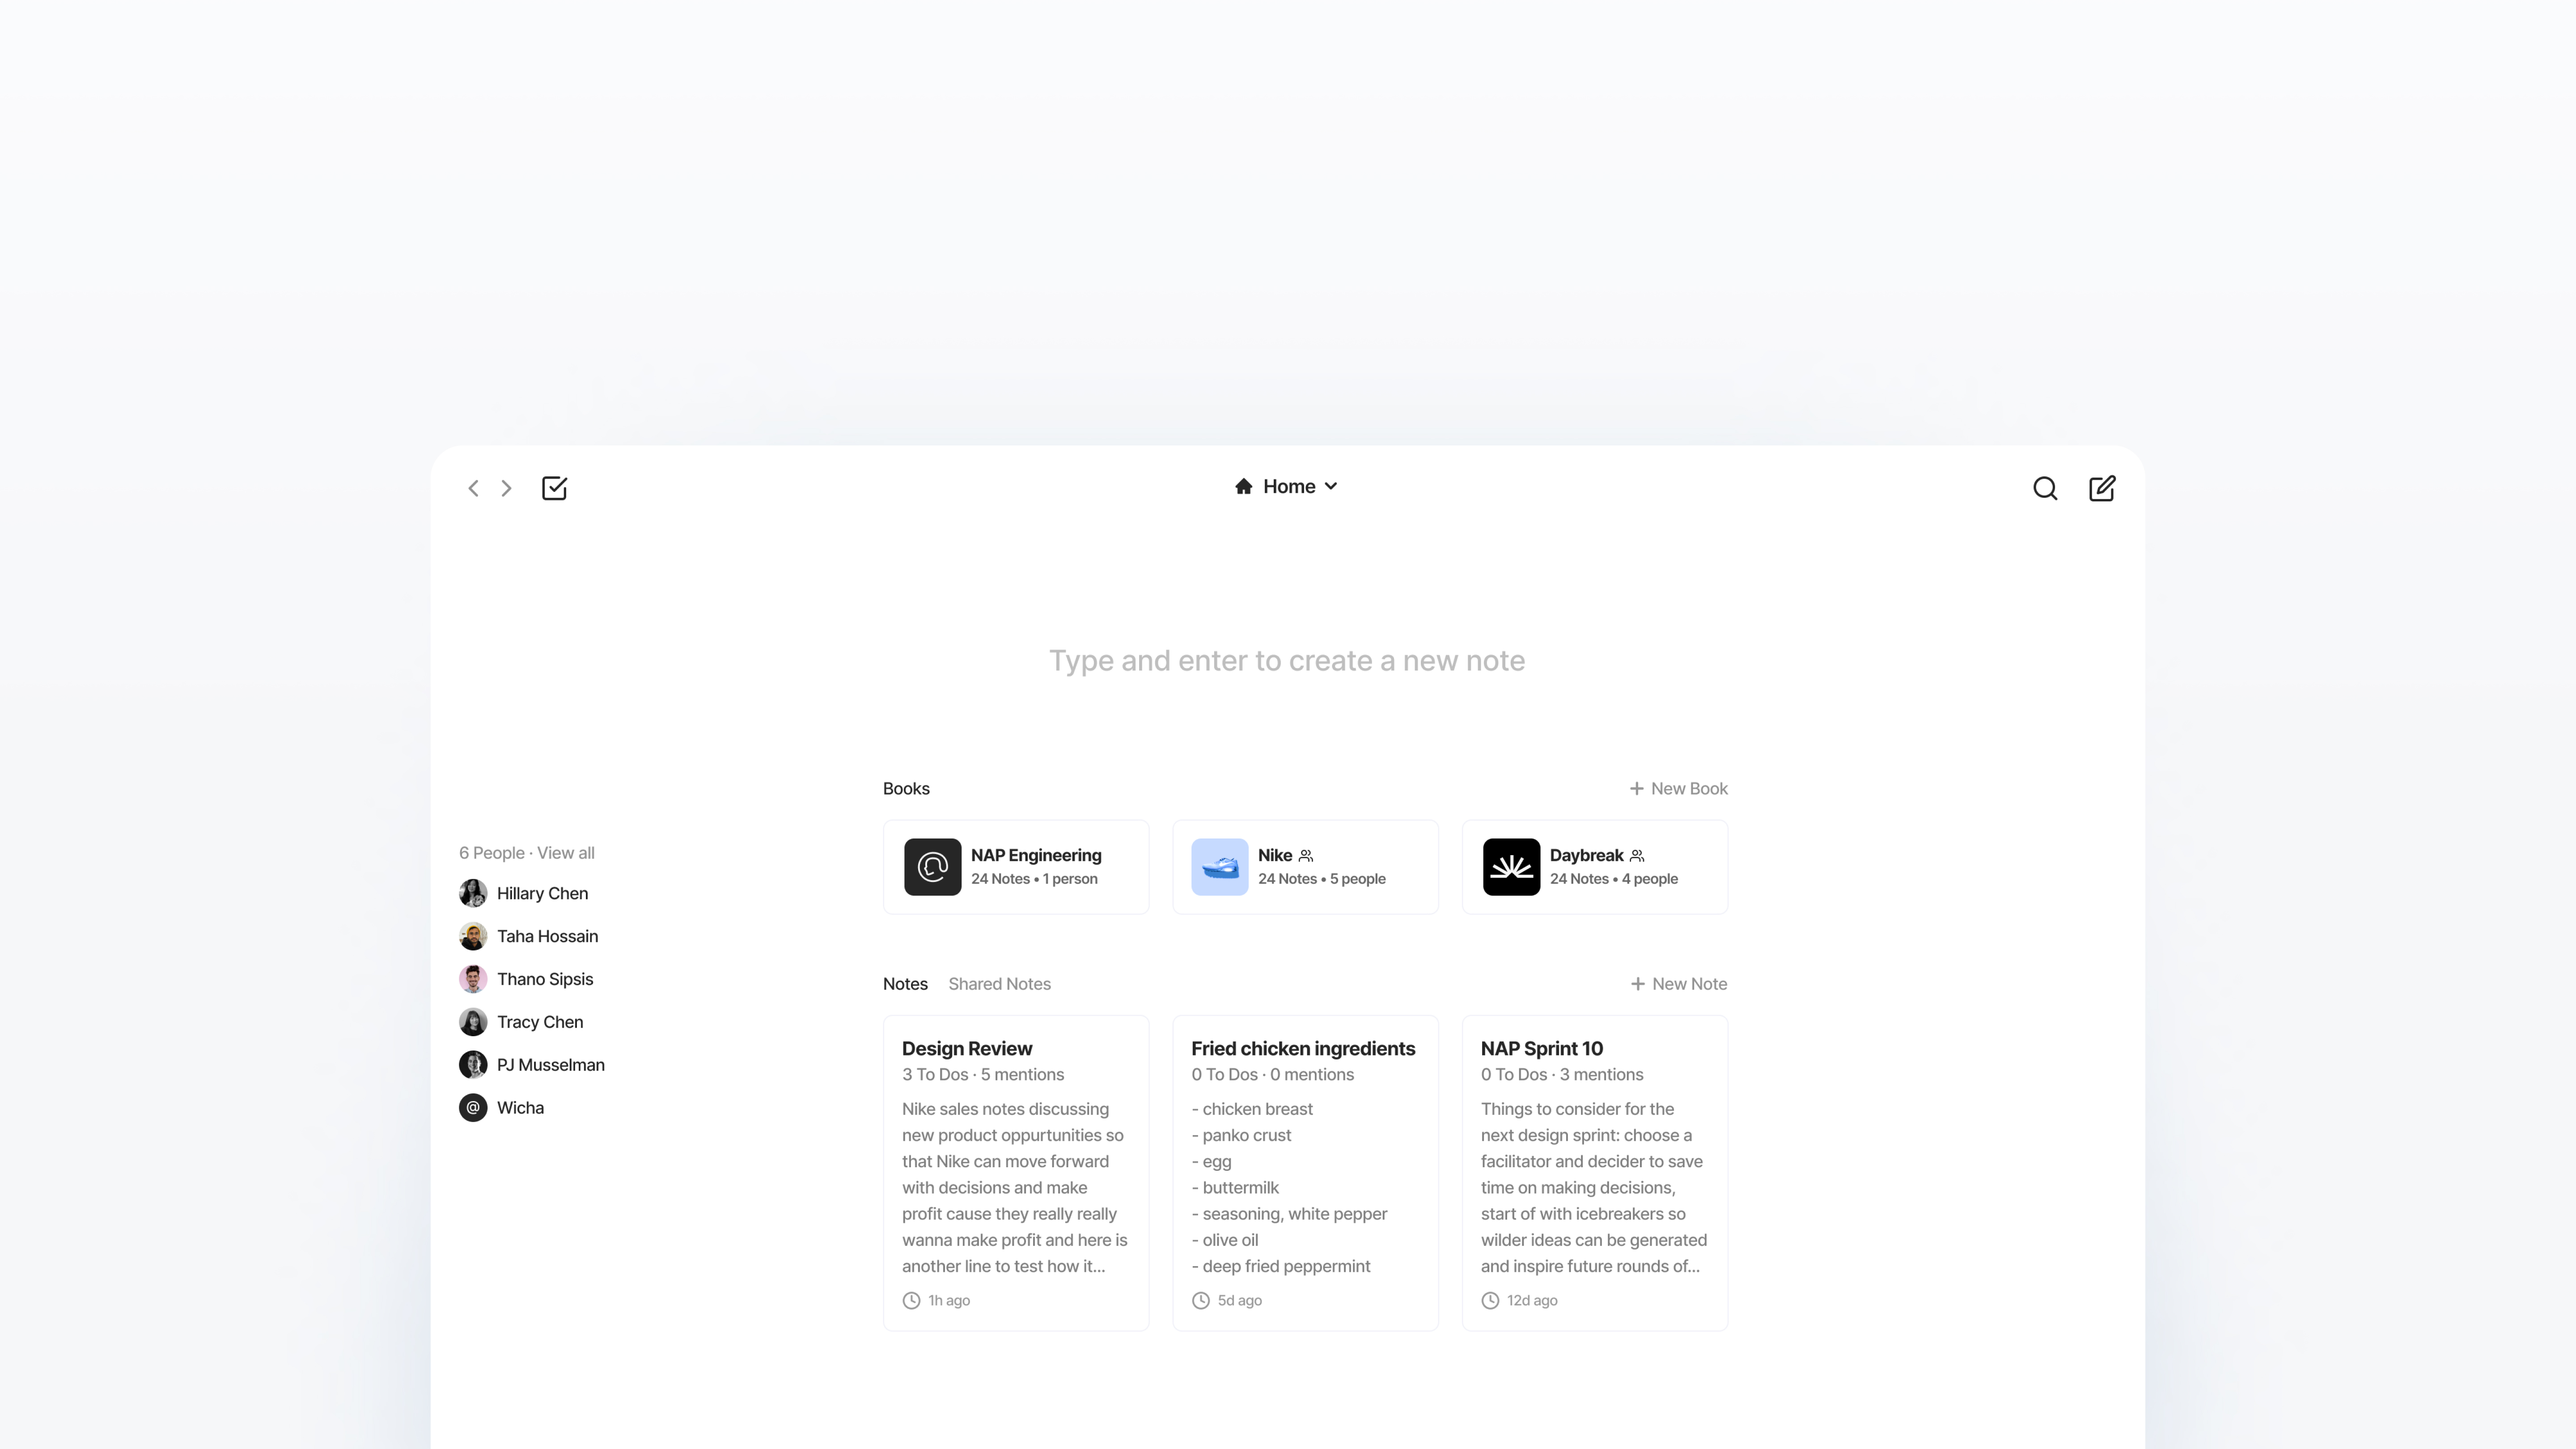 Home
Type and enter to create a new note
6 People · View all
Hillary Chen
Taha Hossain
Thano Sipsis
Tracy Chen
PJ Musselman
@ Wicha
Books
+ New Book
NAP Engineering
24 Notes • 1 person
Nike
24 Notes • 5 people
Daybreak
24 Notes • 4 people
Notes Shared Notes
+ New Note
Design Review
3 To Dos · 5 mentions
Nike sales notes discussing
new product oppurtunities so
that Nike can move forward
with decisions and make
profit cause they really really
wanna make profit and here is
another line to test how it...
1h ago
Fried chicken ingredients
0 To Dos · 0 mentions
- chicken breast
- panko crust
- egg
- buttermilk
- seasoning, white pepper
- olive oil
- deep fried peppermint
5d ago
NAP Sprint 10
0 To Dos · 3 mentions
Things to consider for the
next design sprint: choose a
facilitator and decider to save
time on making decisions,
start of with icebreakers so
wilder ideas can be generated
and inspire future rounds of...
12d ago